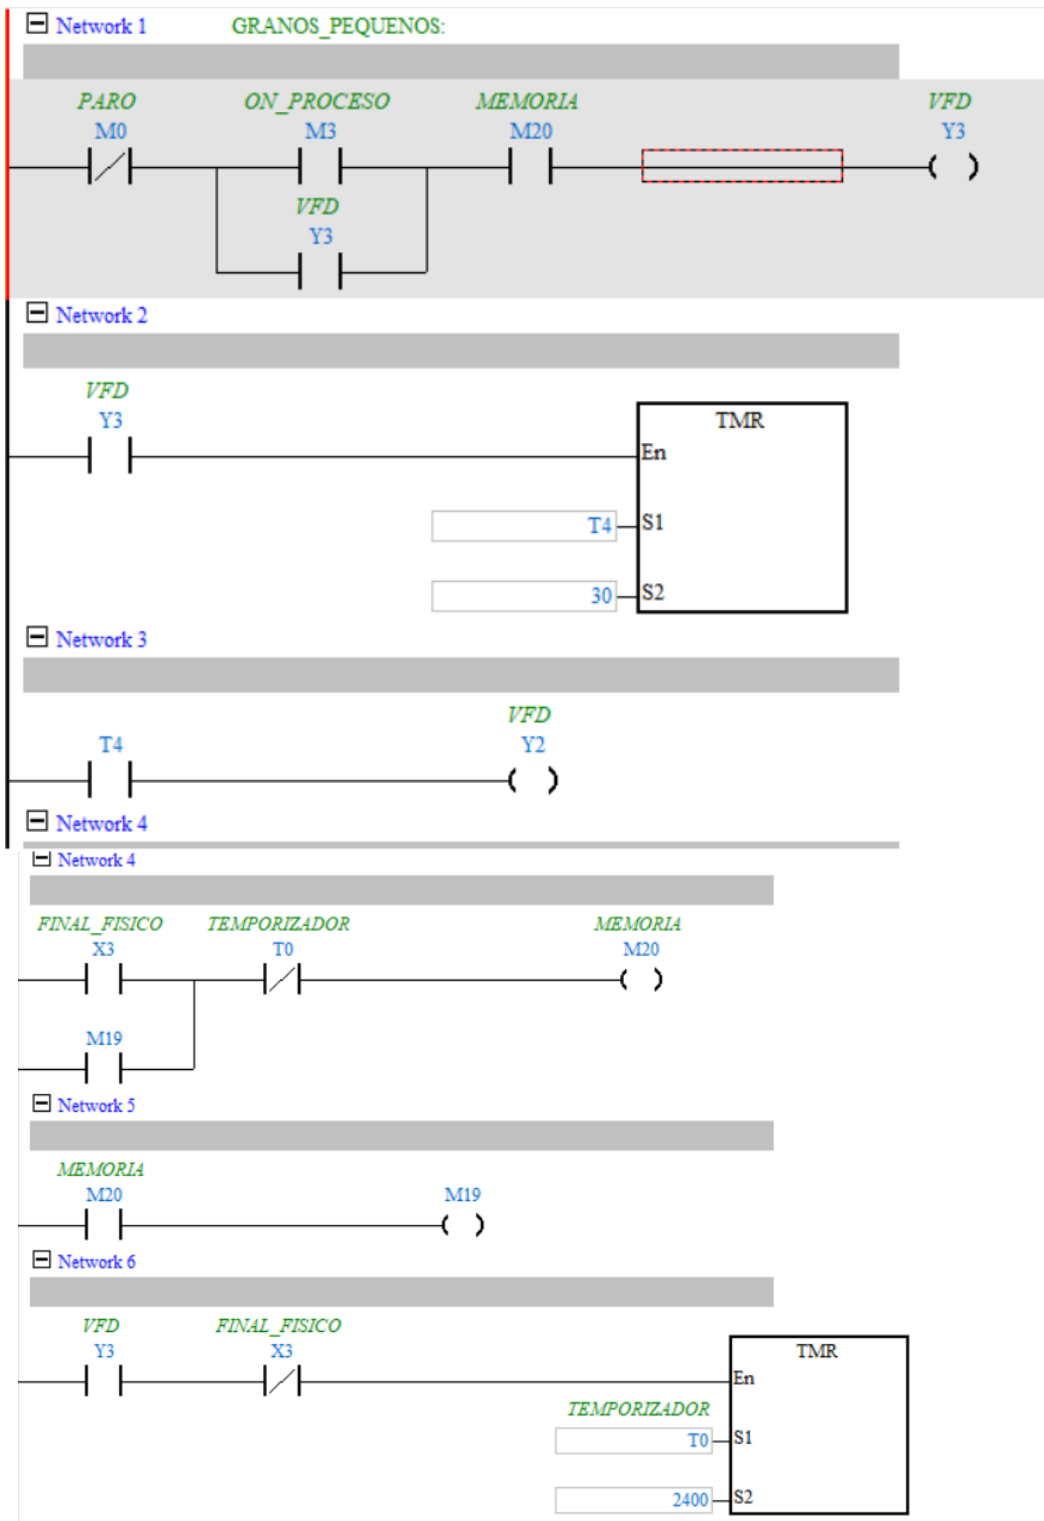 Network 1 GRANOS_PEQUENOS:
PARO ON_PROCESO MEMORIA VFD
M0 M3 M20 Y3
VFD
Y3
Network 2
VFD
Y3
TMR
En
T4 S1
30 S2
Network 3
VFD
T4 Y2
Network 4
Network 4
FINAL_FISICO TEMPORIZADOR MEMORIA
X3 T0 M20
M19
Network 5
MEMORIA
M20 M19
Network 6
VFD FINAL_FISICO
Y3 X3 TMR
En
TEMPORIZADOR
T0 S1
2400 S2